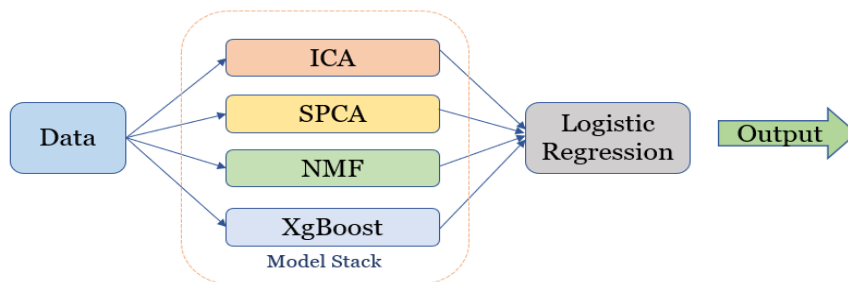 Data
ICA
SPCA
NMF
XgBoost
Model Stack
Logistic
Regression
Output